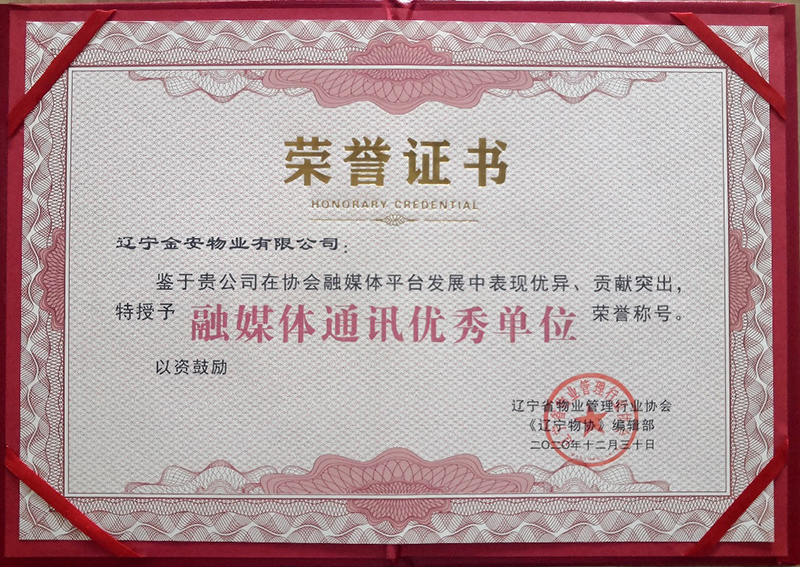 荣誉证书
HONORARY CREDENTIAL
辽宁金安物业有限公司：
鉴于贵公司在协会融媒体平台发展中表现优异、贡献突出，
特授予 融媒体通讯优秀单位 荣誉称号。
以资鼓励
辽宁省物业管理行业协会
《辽宁物协》编辑部
二〇二〇年十二月三十日